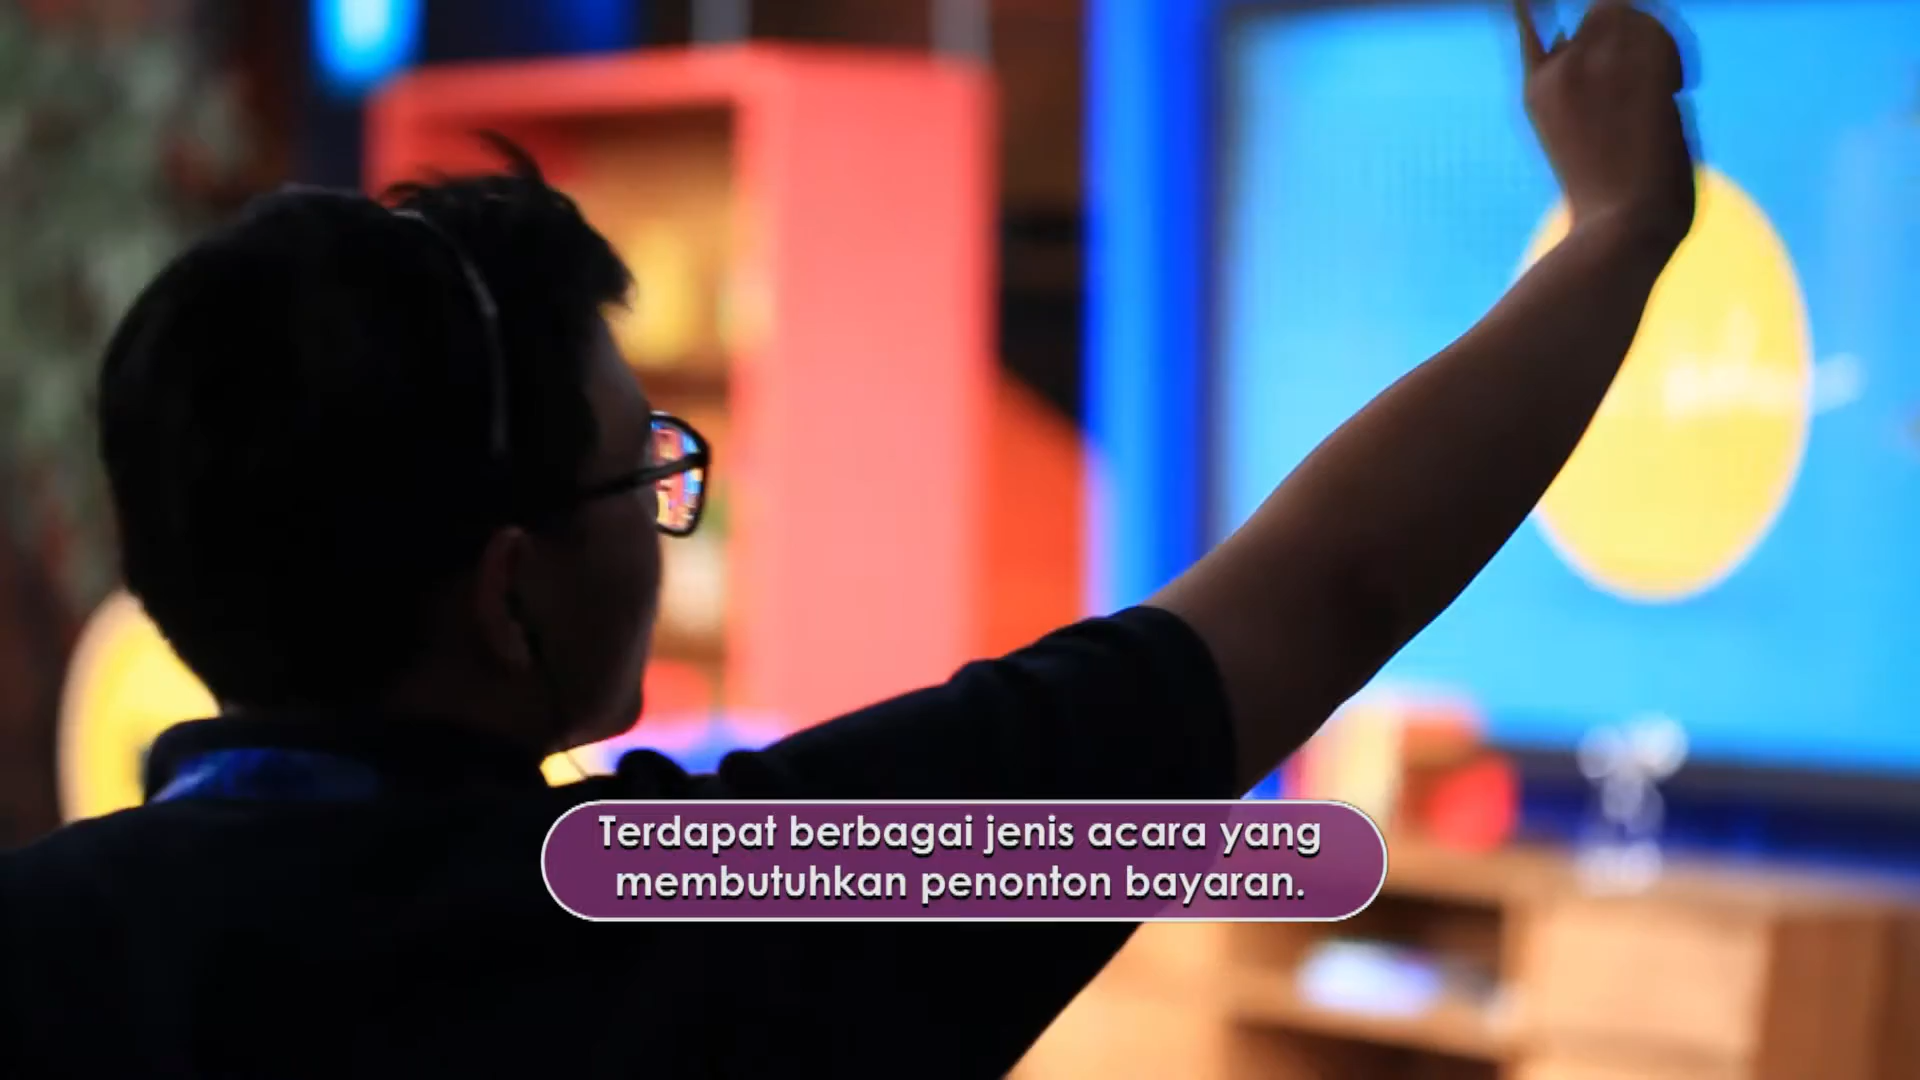 Terdapat berbagai jenis acara yang
membutuhkan penonton bayaran.